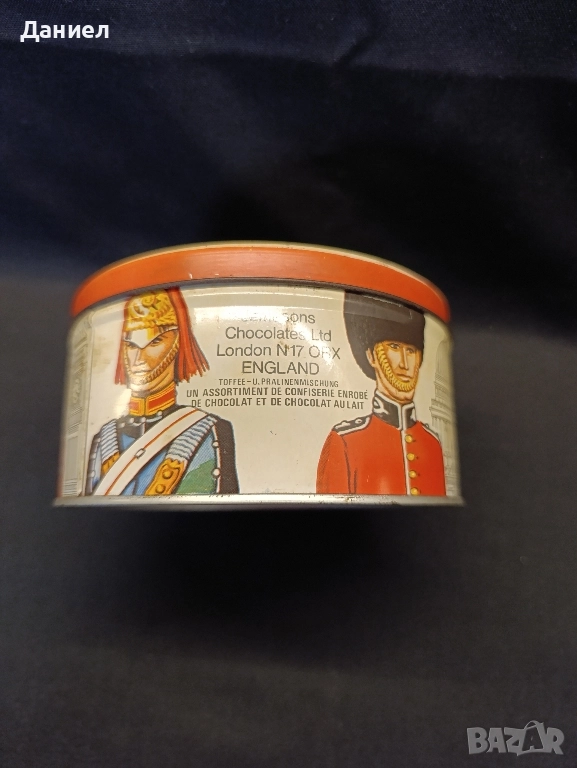 Даниел
Chocolates Ltd
London N17 ORX
ENGLAND
TOFFEE-U. PRALINENMISCHUNG
UN ASSORTIMENT DE CONFISERIE ENROBÉ
DE CHOCOLAT ET DE CHOCOLAT AU LAIT
BAZAR